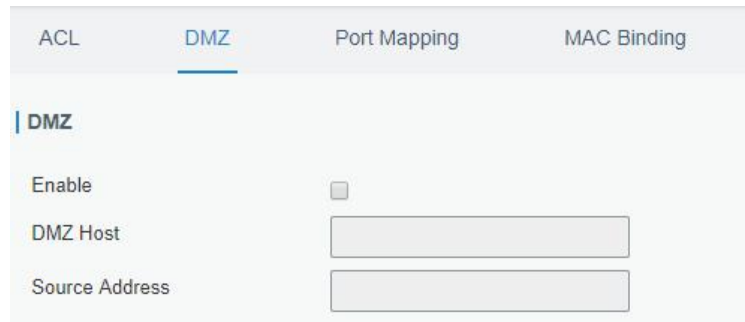 ACL DMZ Port Mapping MAC Binding
DMZ
Enable
DMZ Host
Source Address